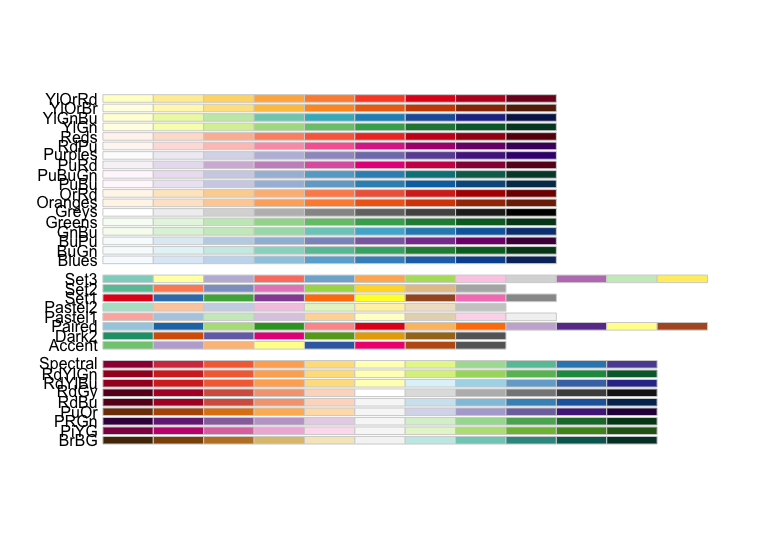 YlOrRd
YlOrBr
YlGnBu
YlGn
Reds
RdPu
Purples
PuRd
PuBuGn
PuBu
OrRd
Oranges
Greys
Greens
GnBu
BuPu
BuGn
Blues
Set3
Set2
Set1
Pastel2
Pastel1
Paired
Dark2
Accent
Spectral
RdYlGn
RdYlBu
RdGy
RdBu
PuOr
PRGn
PiYG
BrBG